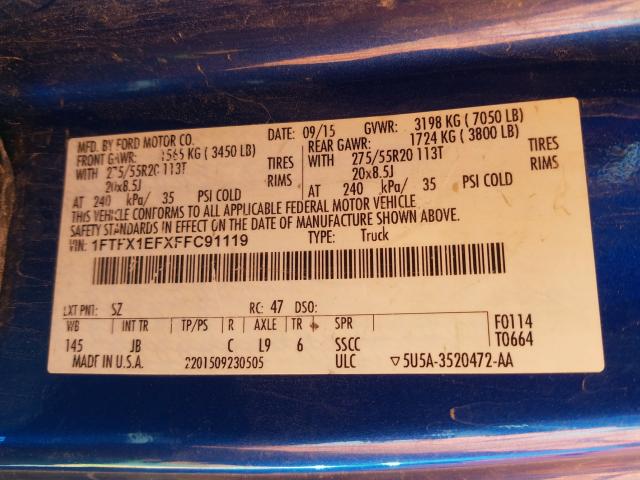 MFD. BY FORD MOTOR CO.
DATE: 09/15
GVWR: 3198 KG ( 7050 LB)
FRONT GAWR: 1565 KG ( 3450 LB)
REAR GAWR: 1724 KG ( 3800 LB)
WITH 275/55R20 113T TIRES
WITH 275/55R20 113T TIRES
20x8.5J RIMS
20x8.5J RIMS
AT 240 kPa/ 35 PSI COLD
AT 240 kPa/ 35 PSI COLD
THIS VEHICLE CONFORMS TO ALL APPLICABLE FEDERAL MOTOR VEHICLE
SAFETY STANDARDS IN EFFECT ON THE DATE OF MANUFACTURE SHOWN ABOVE.
VIN: 1FTFX1EFXFFC91119
TYPE: Truck
EXT PNT: SZ
RC: 47 DSO:
WB INT TR TP/PS R AXLE TR SPR
145 JB C L9 6 SSCC
F0114
T0664
MADE IN U.S.A. 2201509230505 ULC ▽5U5A-3520472-AA